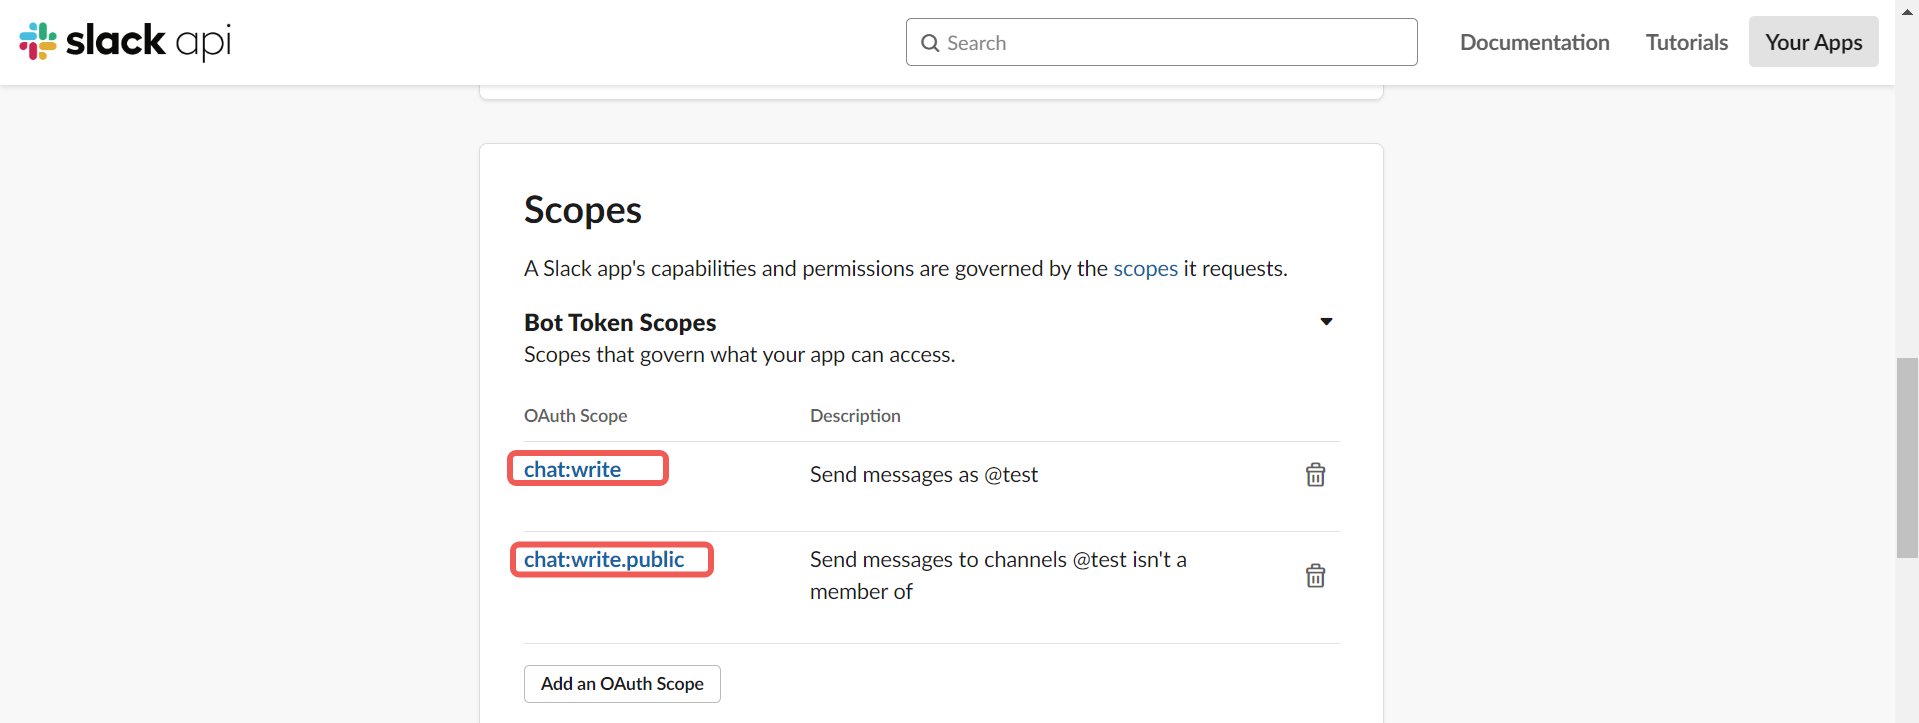 slack api
Search
Documentation
Tutorials
Your Apps
Scopes
A Slack app's capabilities and permissions are governed by the scopes it requests.
Bot Token Scopes
Scopes that govern what your app can access.
OAuth Scope
Description
chat:write
Send messages as @test
chat:write.public
Send messages to channels @test isn't a
member of
Add an OAuth Scope